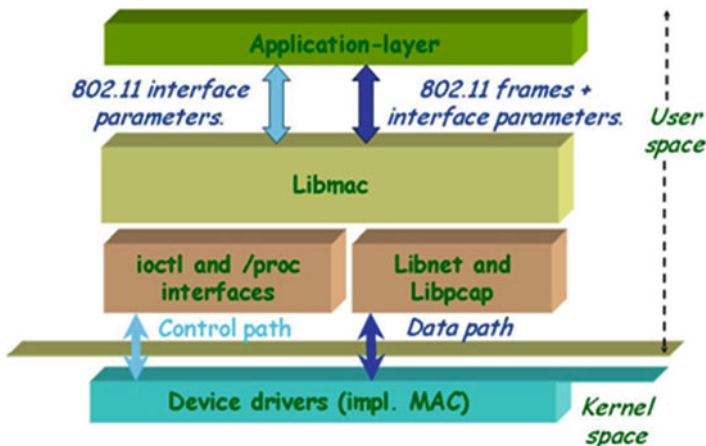 Application-layer
802.11 interface
parameters.
802.11 frames +
interface parameters.
User
space
Libmac
ioctl and /proc
interfaces
Libnet and
Libpcap
Control path
Data path
Device drivers (impl. MAC)
Kernel
space